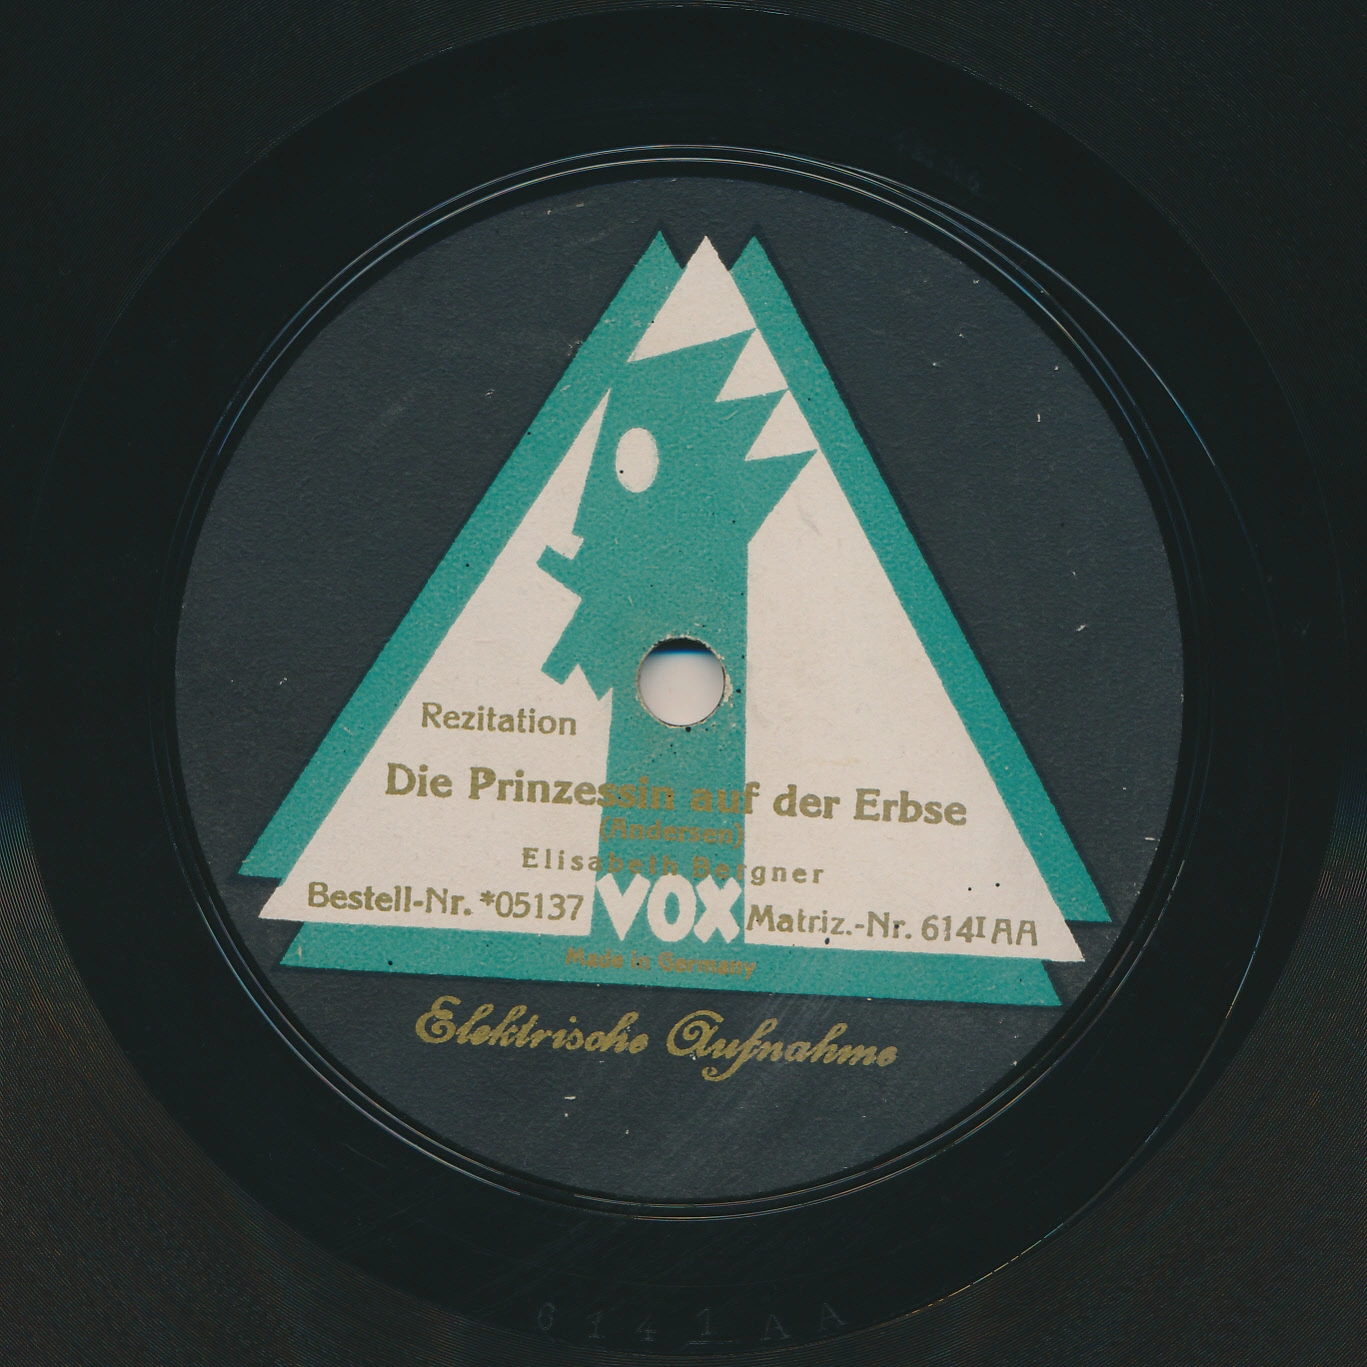 Rezitation
Die Prinzessin auf der Erbse
(Andersen)
Elisabeth Bergner
Bestell-Nr. *05137 VOX Matriz.-Nr. 6141 AA
Made in Germany
Elektrische Aufnahme
6141 AA